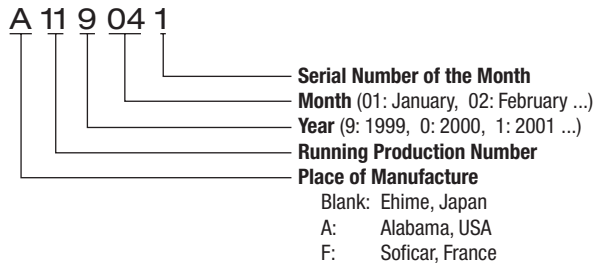 A 11 9 04 1
Serial Number of the Month
Month (01: January, 02: February ...)
Year (9: 1999, 0: 2000, 1: 2001 ...)
Running Production Number
Place of Manufacture
Blank: Ehime, Japan
A: Alabama, USA
F: Soficar, France